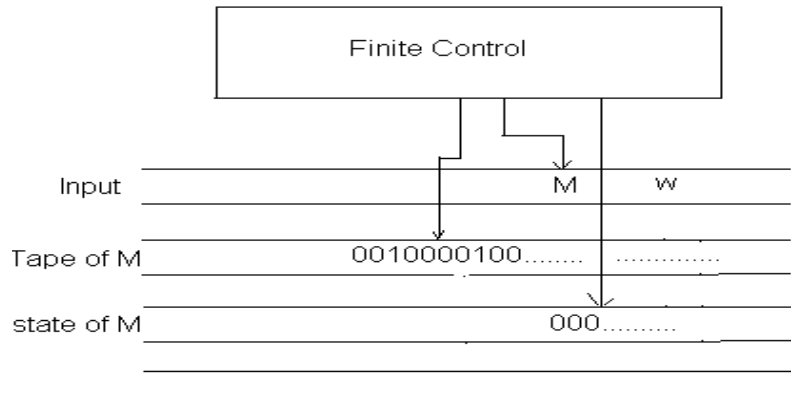 Finite Control
Input M w
Tape of M 0010000100........ ..............
state of M 000..........